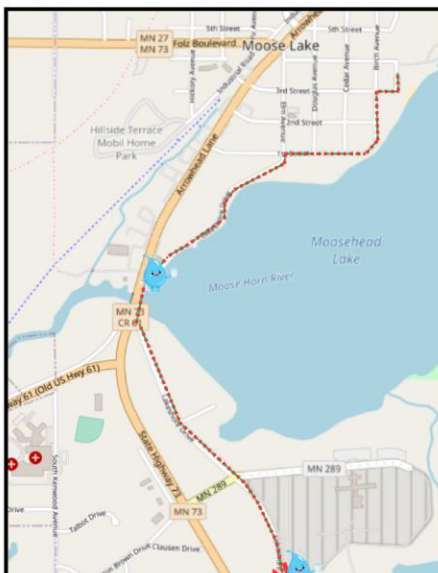 5th Street
MN 27
MN 73
Folz Boulevard
Moose Lake
5th Street
Arrowhead
Industrial Road
Hickory Avenue
3rd Street
Elm Avenue
Douglas Avenue
Cedar Avenue
Birch Avenue
2nd Street
Hillside Terrace
Mobil Home
Park
Arrowhead Lane
Moosehead
Lake
Moose Horn River
MN 73
CR 61
way 61 (Old US Hwy 61)
Lakeshore Drive
State Highway 73
South Kenwood Avenue
MN 289
MN 289
MN 73
Drive
Talbot Drive
Clausen Drive
on Brown Drive